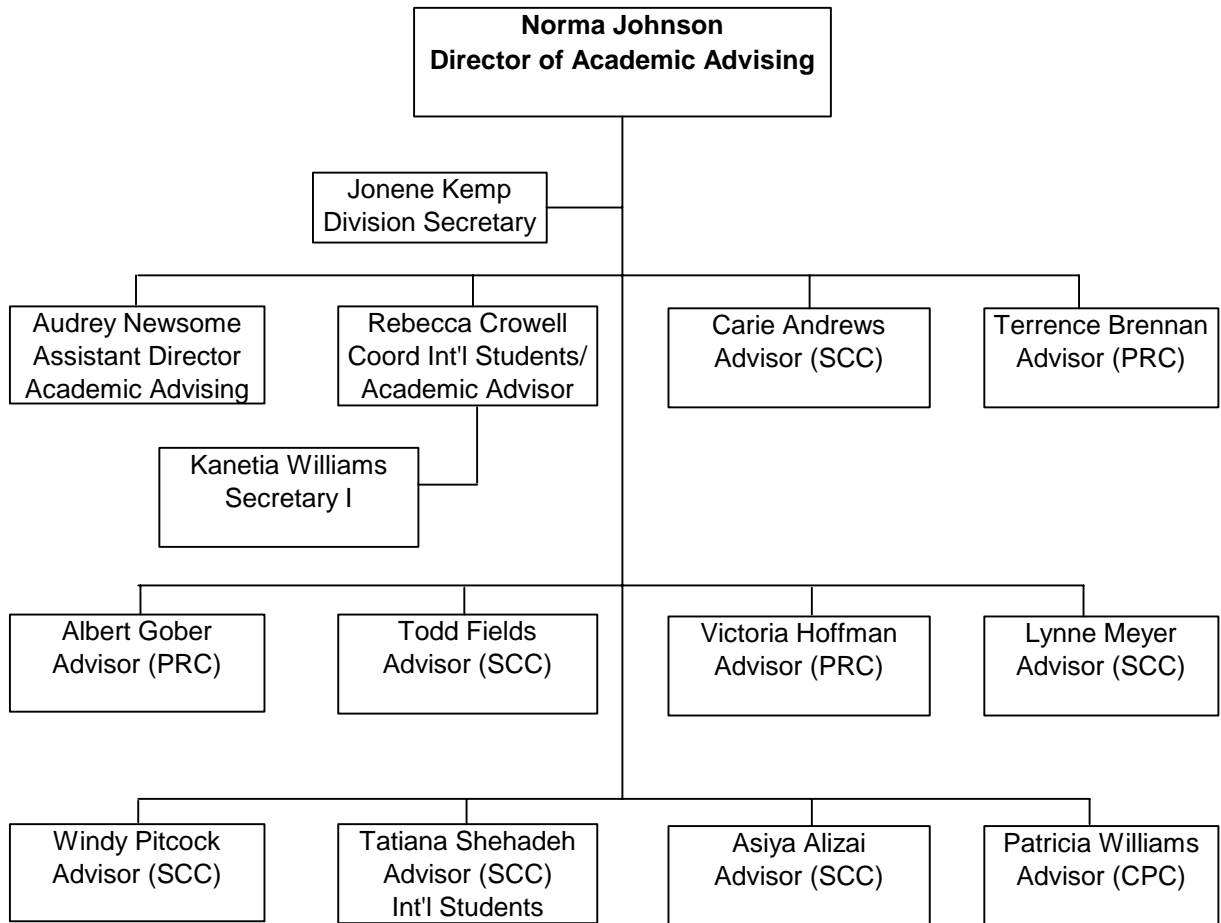 Norma Johnson
Director of Academic Advising
Jonene Kemp
Division Secretary
Audrey Newsome
Assistant Director
Academic Advising
Rebecca Crowell
Coord Int'l Students/
Academic Advisor
Carie Andrews
Advisor (SCC)
Terrence Brennan
Advisor (PRC)
Kanetia Williams
Secretary I
Albert Gober
Advisor (PRC)
Todd Fields
Advisor (SCC)
Victoria Hoffman
Advisor (PRC)
Lynne Meyer
Advisor (SCC)
Windy Pitcock
Advisor (SCC)
Tatiana Shehadeh
Advisor (SCC)
Int'l Students
Asiya Alizai
Advisor (SCC)
Patricia Williams
Advisor (CPC)